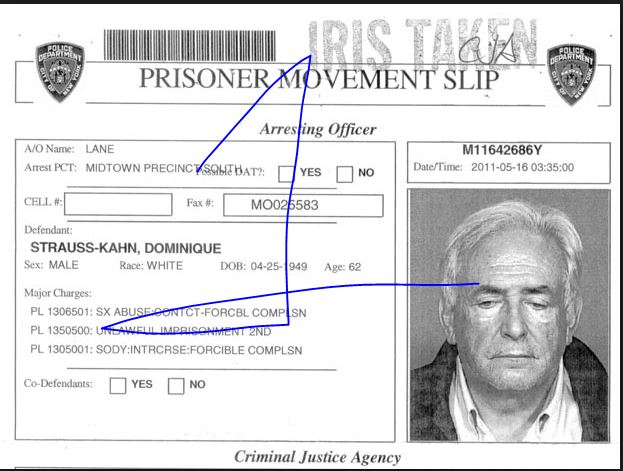 IRIS TAKEN
POLICE DEPARTMENT CITY OF NEW YORK
POLICE DEPARTMENT CITY OF NEW YORK
PRISONER MOVEMENT SLIP
Arresting Officer
A/O Name: LANE
Arrest PCT: MIDTOWN PRECINCT SOUTH Possible DAT?: YES NO
CELL #: Fax #: MO025583
Defendant:
STRAUSS-KAHN, DOMINIQUE
Sex: MALE Race: WHITE DOB: 04-25-1949 Age: 62
Major Charges:
PL 1306501: SX ABUSE:CONTCT-FORCBL COMPLSN
PL 1350500: UNLAWFUL IMPRISONMENT 2ND
PL 1305001: SODY:INTRCRSE:FORCIBLE COMPLSN
Co-Defendants: YES NO
M11642686Y
Date/Time: 2011-05-16 03:35:00
Criminal Justice Agency